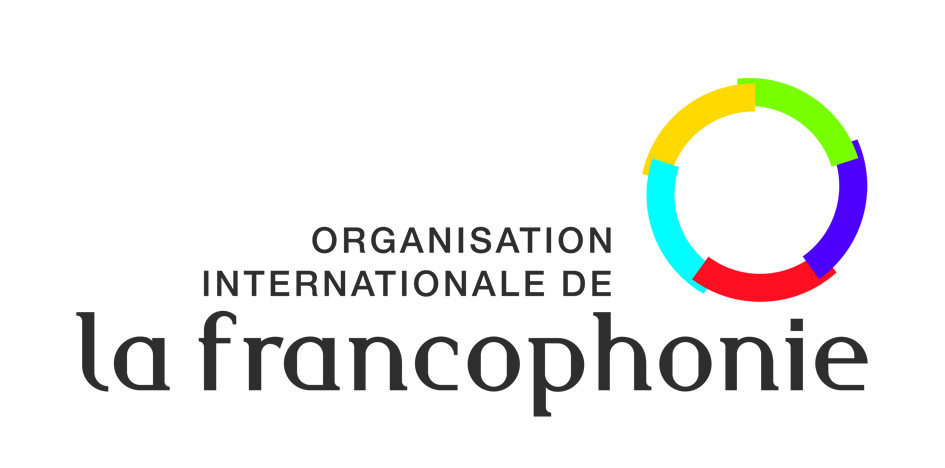 ORGANISATION
INTERNATIONALE DE
la francophonie